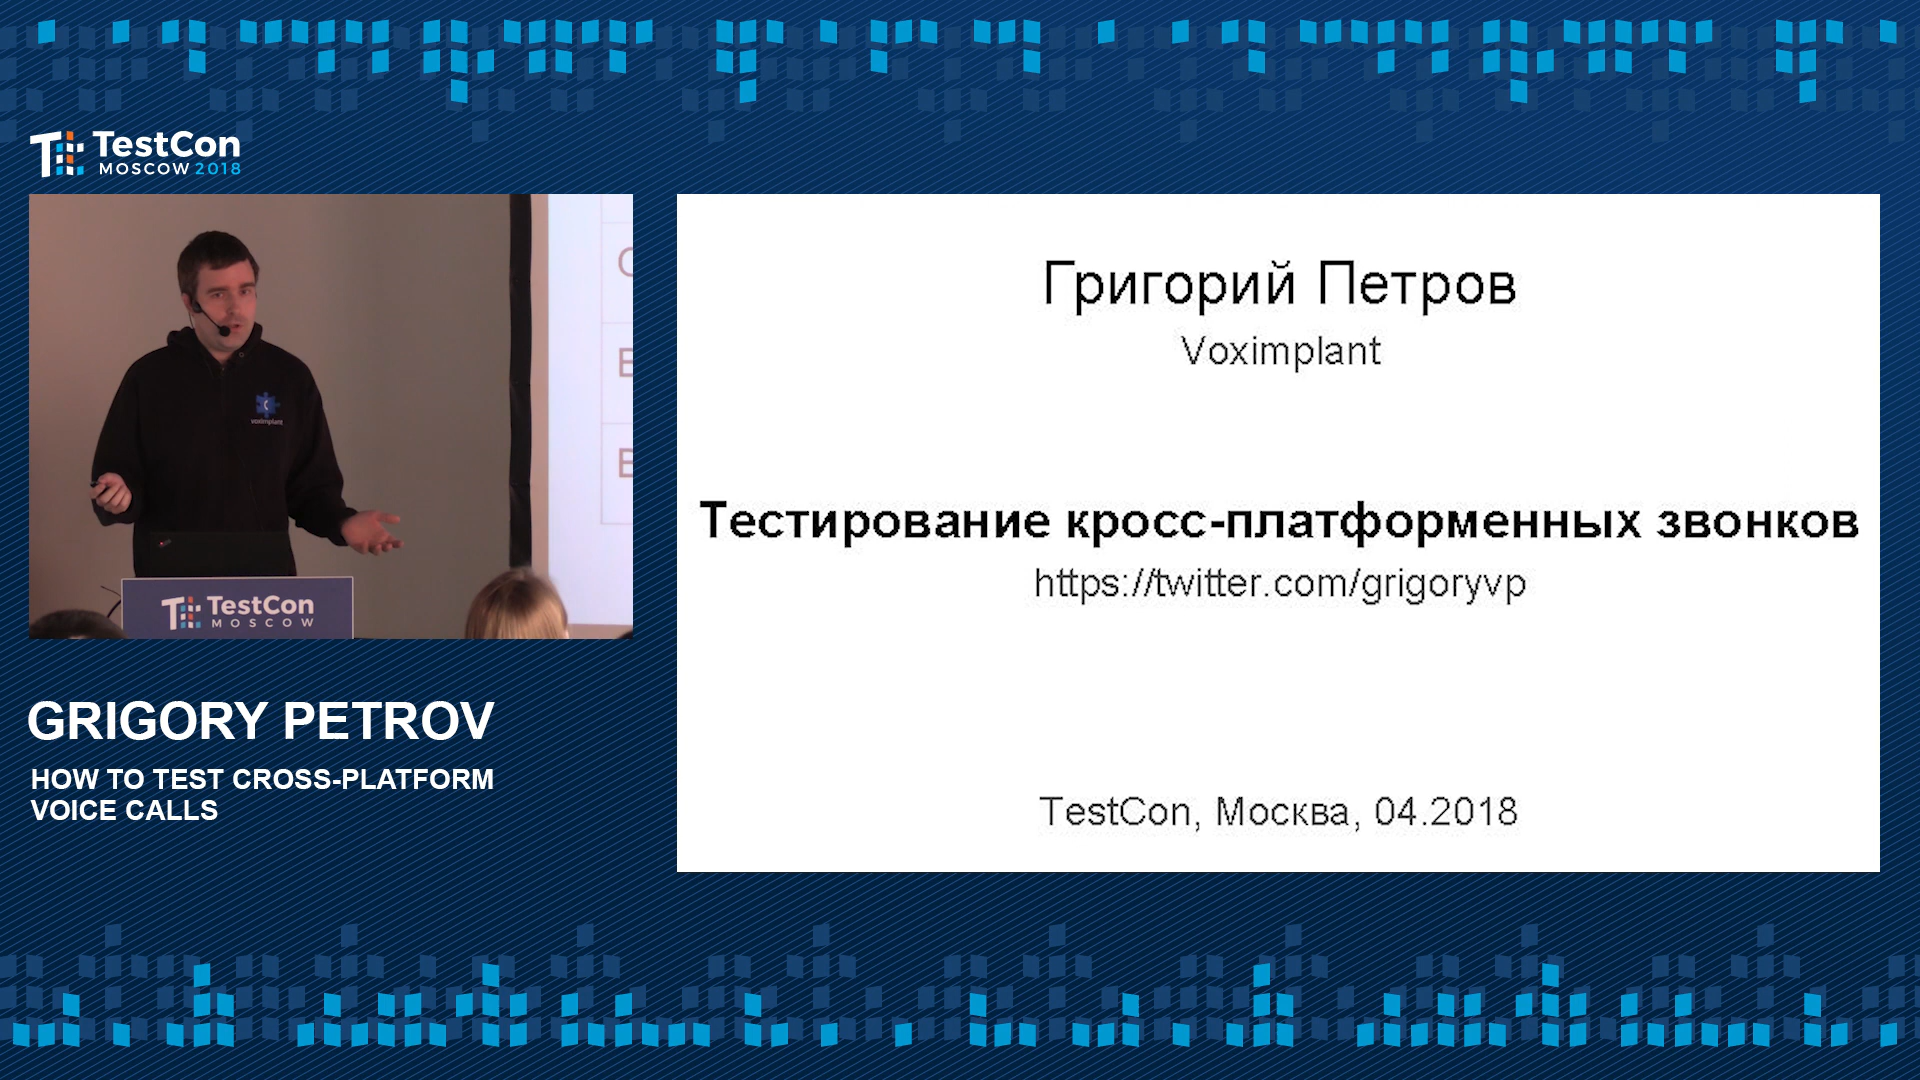 TestCon
MOSCOW 2018
voximplant
TestCon
MOSCOW
GRIGORY PETROV
HOW TO TEST CROSS-PLATFORM
VOICE CALLS
Григорий Петров
Voximplant
Тестирование кросс-платформенных звонков
https://twitter.com/grigoryvp
TestCon, Москва, 04.2018